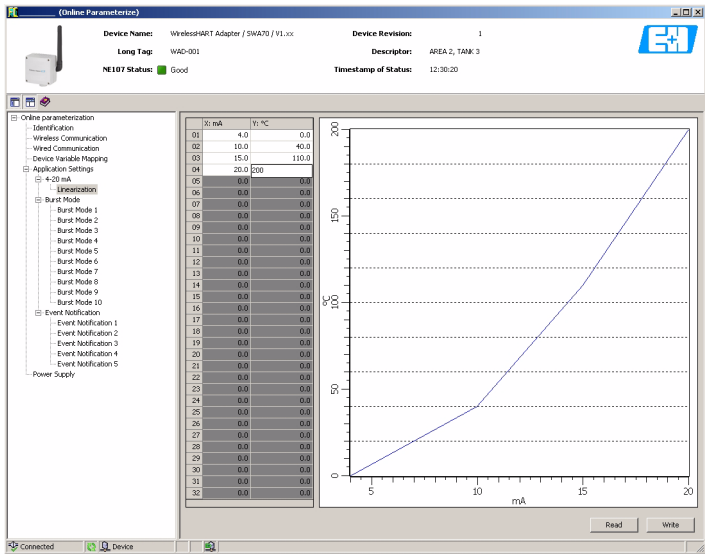 (Online Parameterize)
Device Name: WirelessHART Adapter / SWA70 / V1.xx Device Revision: 1
Long Tag: WAD-001 Descriptor: AREA 2, TANK 3
NE107 Status: Good Timestamp of Status: 12:30:20
E+H
Online parameterization
Identification
Wireless Communication
Wired Communication
Device Variable Mapping
Application Settings
4-20 mA
Linearization
Burst Mode
Burst Mode 1
Burst Mode 2
Burst Mode 3
Burst Mode 4
Burst Mode 5
Burst Mode 6
Burst Mode 7
Burst Mode 8
Burst Mode 9
Burst Mode 10
Event Notification
Event Notification 1
Event Notification 2
Event Notification 3
Event Notification 4
Event Notification 5
Power Supply
X: mA Y: °C
01 4.0 0.0
02 10.0 40.0
03 15.0 110.0
04 20.0 200
05 0.0 0.0
06 0.0 0.0
07 0.0 0.0
08 0.0 0.0
09 0.0 0.0
10 0.0 0.0
11 0.0 0.0
12 0.0 0.0
13 0.0 0.0
14 0.0 0.0
15 0.0 0.0
16 0.0 0.0
17 0.0 0.0
18 0.0 0.0
19 0.0 0.0
20 0.0 0.0
21 0.0 0.0
22 0.0 0.0
23 0.0 0.0
24 0.0 0.0
25 0.0 0.0
26 0.0 0.0
27 0.0 0.0
28 0.0 0.0
29 0.0 0.0
30 0.0 0.0
31 0.0 0.0
32 0.0 0.0
200
150
100
50
0
°C
5 10 15 20
mA
Read Write
Connected Device